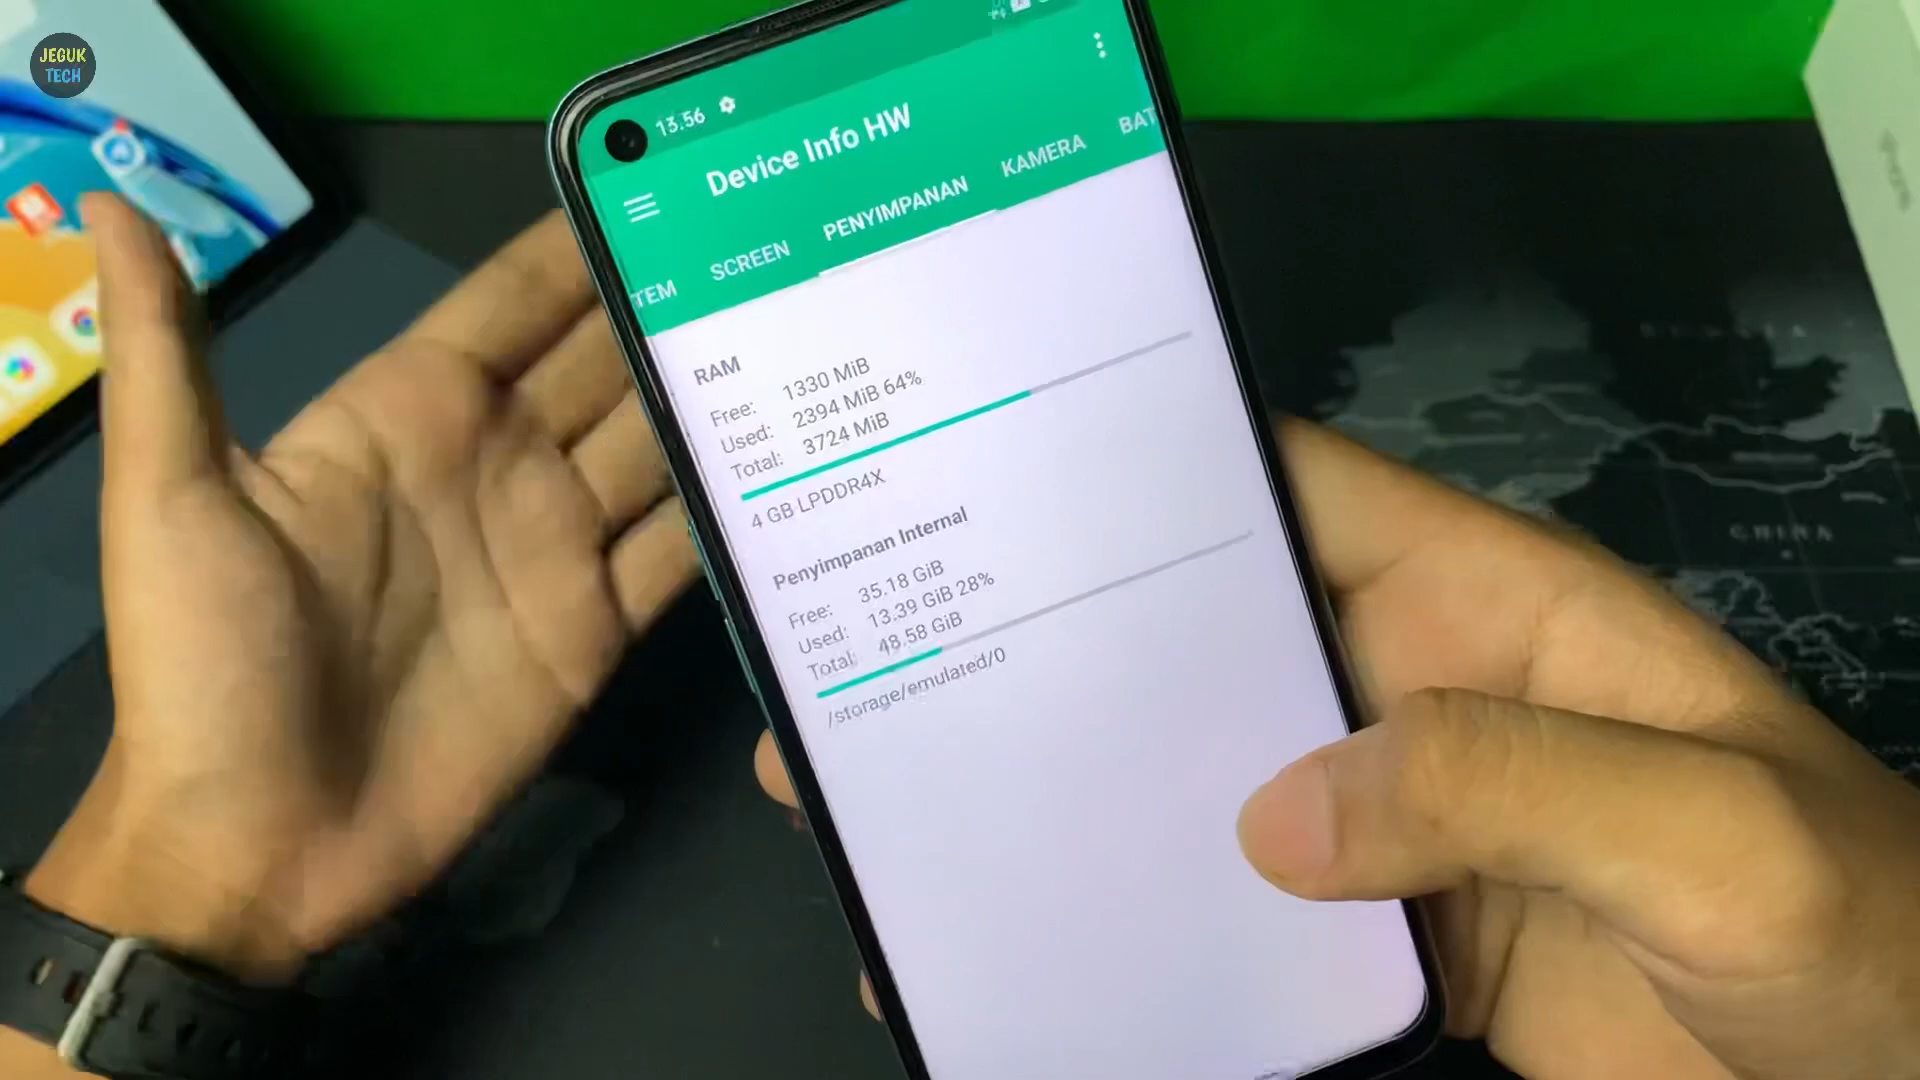 JEGUK
TECH
13.56
Device Info HW
TEM
SCREEN
PENYIMPANAN
KAMERA
BAT
RAM
Free: 1330 MiB
Used: 2394 MiB 64%
Total: 3724 MiB
4 GB LPDDR4X
Penyimpanan Internal
Free: 35.18 GiB
Used: 13.39 GiB 28%
Total: 48.58 GiB
/storage/emulated/0
CHINA